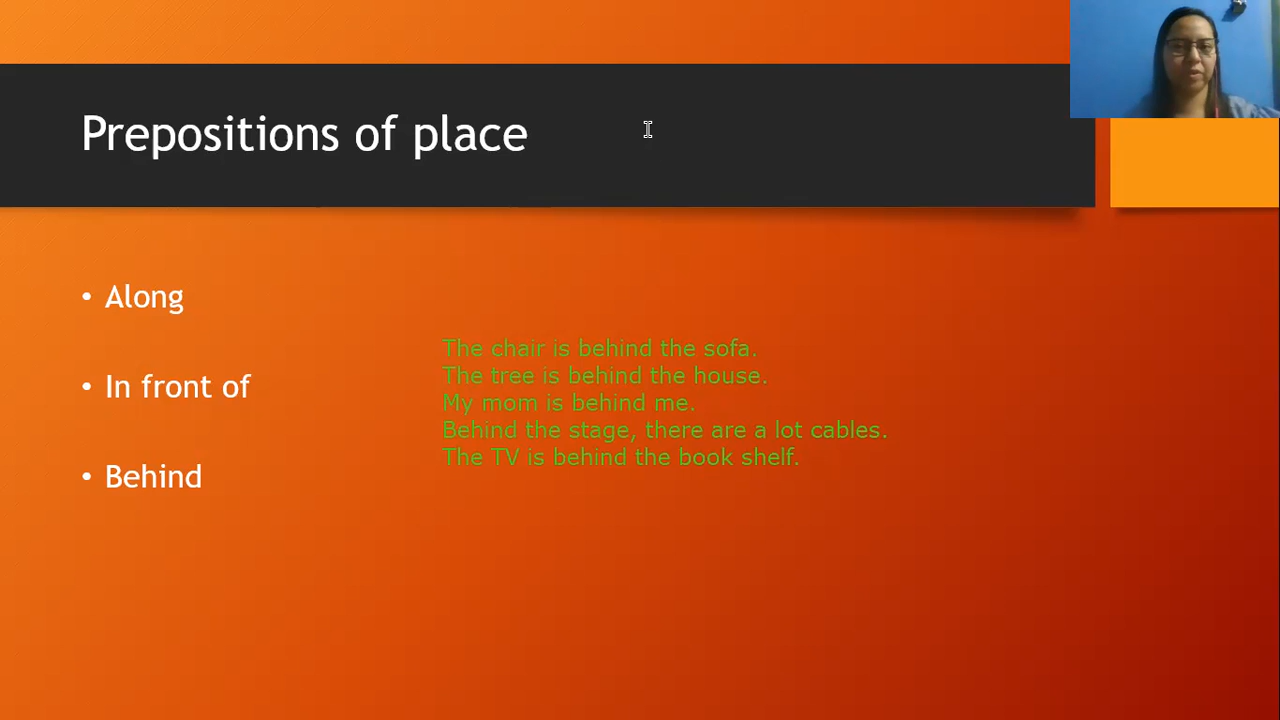 Prepositions of place
• Along
• In front of
• Behind
The chair is behind the sofa.
The tree is behind the house.
My mom is behind me.
Behind the stage, there are a lot cables.
The TV is behind the book shelf.